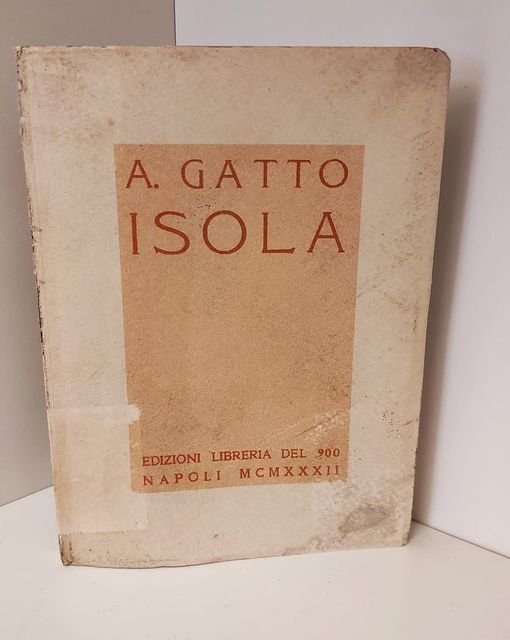 A. GATTO
ISOLA
EDIZIONI LIBRERIA DEL 900
NAPOLI MCMXXXII